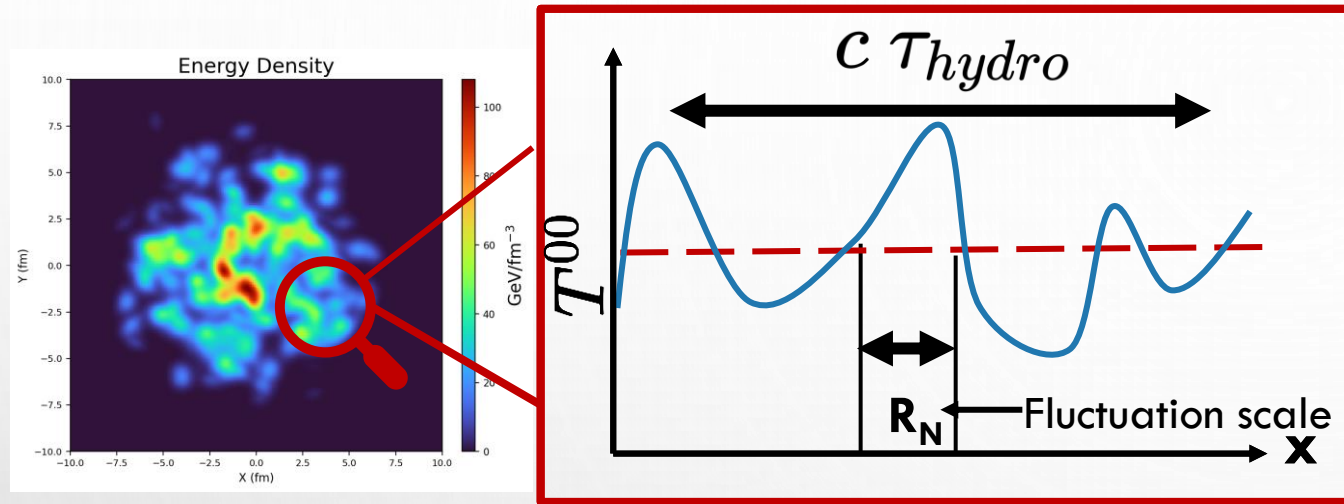 Energy Density
10.0
7.5
5.0
2.5
0.0
−2.5
−5.0
−7.5
−10.0
Y (fm)
−10.0 −7.5 −5.0 −2.5 0.0 2.5 5.0 7.5 10.0
X (fm)
100
80
60
40
20
0
GeV/fm⁻³
c τ_hydro
T⁰⁰
R_N
Fluctuation scale
x